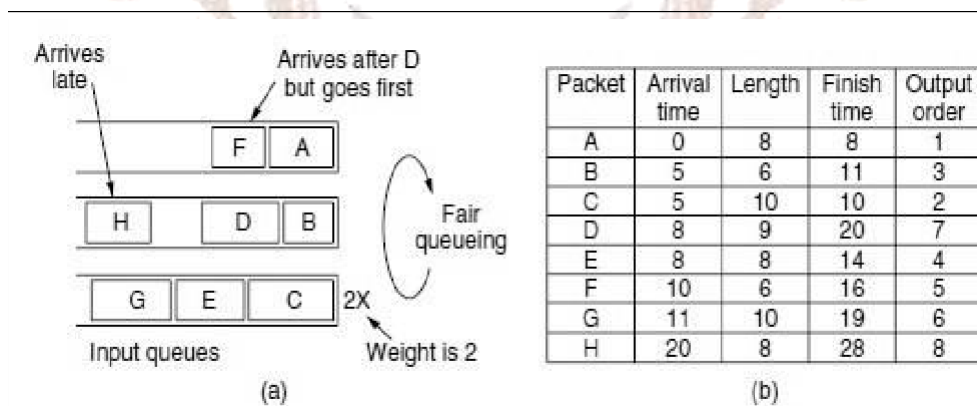 Arrives
late
Arrives after D
but goes first
F A
H D B
Fair
queueing
G E C 2X
Input queues
Weight is 2
(a)
Packet Arrival time Length Finish time Output order
A 0 8 8 1
B 5 6 11 3
C 5 10 10 2
D 8 9 20 7
E 8 8 14 4
F 10 6 16 5
G 11 10 19 6
H 20 8 28 8
(b)